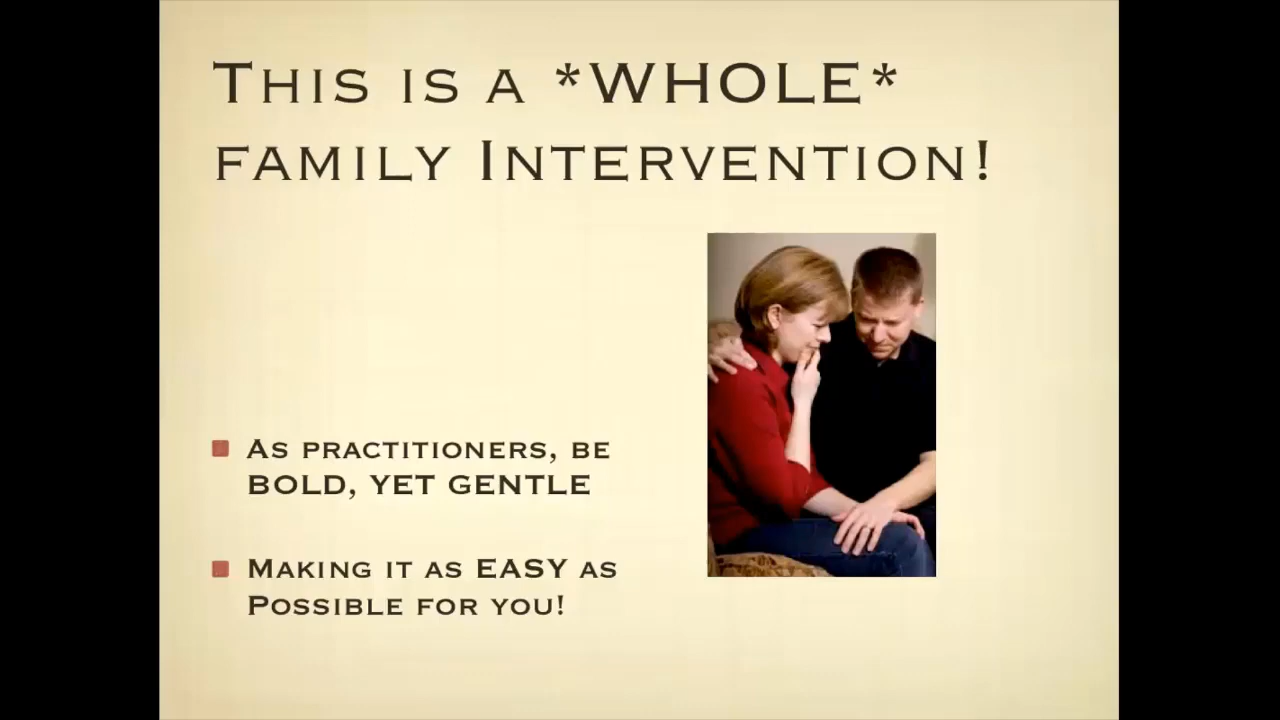 This is a *WHOLE*
family Intervention!
As practitioners, be
BOLD, YET GENTLE
Making it as EASY as
Possible for you!